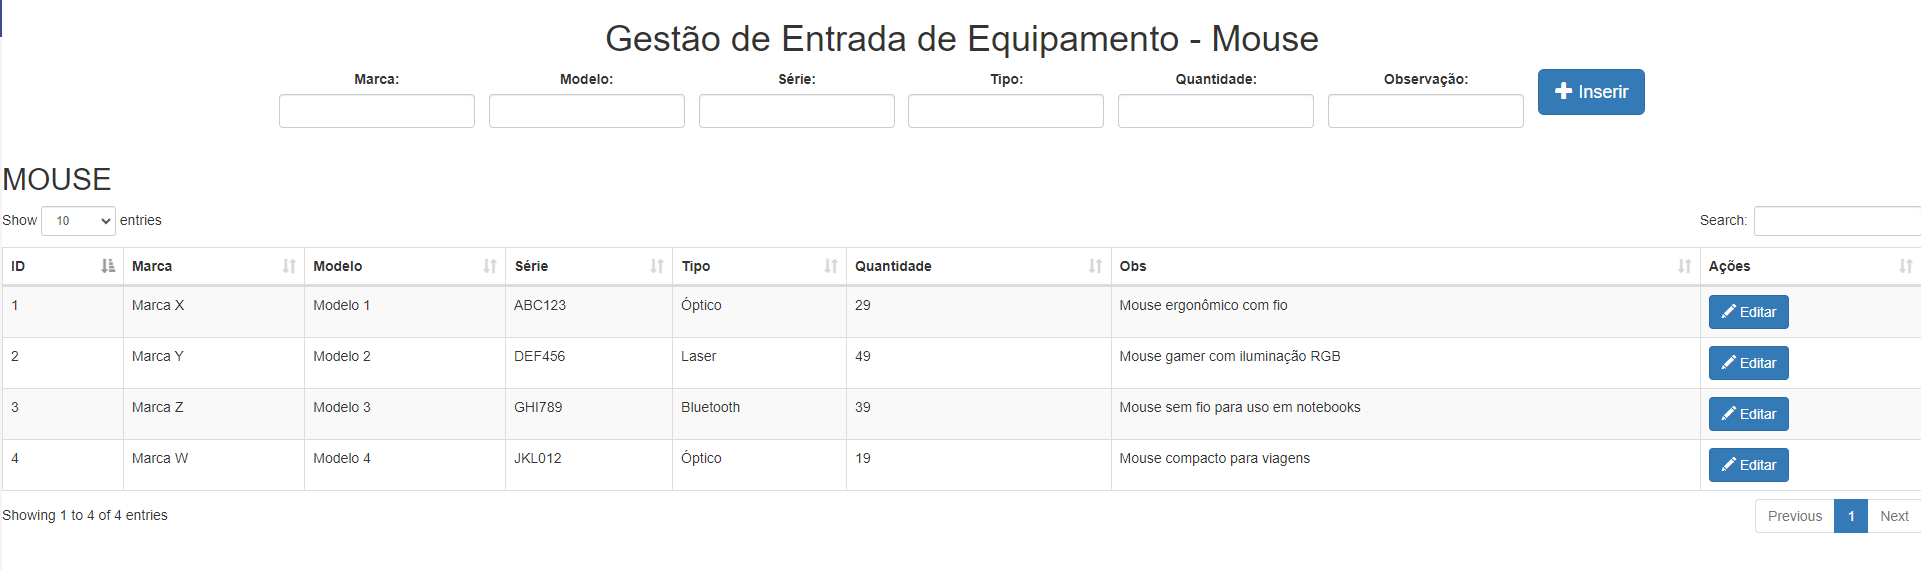 Gestão de Entrada de Equipamento - Mouse
Marca: Modelo: Série: Tipo: Quantidade: Observação: Inserir
MOUSE
Show 10 entries Search:
ID Marca Modelo Série Tipo Quantidade Obs Ações
1 Marca X Modelo 1 ABC123 Óptico 29 Mouse ergonômico com fio Editar
2 Marca Y Modelo 2 DEF456 Laser 49 Mouse gamer com iluminação RGB Editar
3 Marca Z Modelo 3 GHI789 Bluetooth 39 Mouse sem fio para uso em notebooks Editar
4 Marca W Modelo 4 JKL012 Óptico 19 Mouse compacto para viagens Editar
Showing 1 to 4 of 4 entries Previous 1 Next